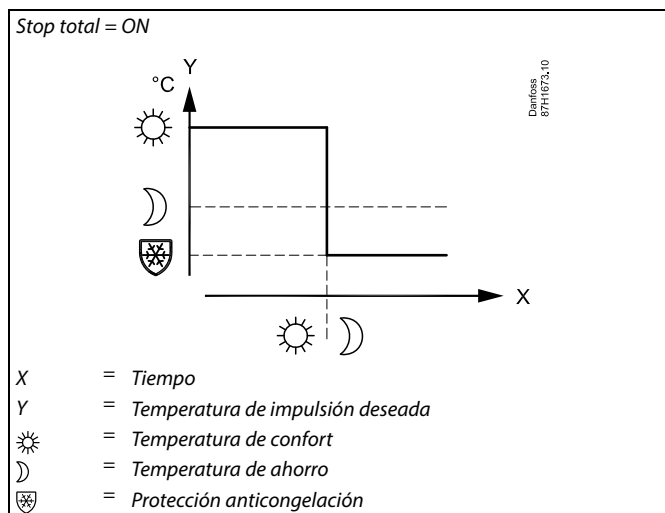 Stop total = ON
Y
°C
Danfoss
87H1673.10
X
X = Tiempo
Y = Temperatura de impulsión deseada
= Temperatura de confort
= Temperatura de ahorro
= Protección anticongelación